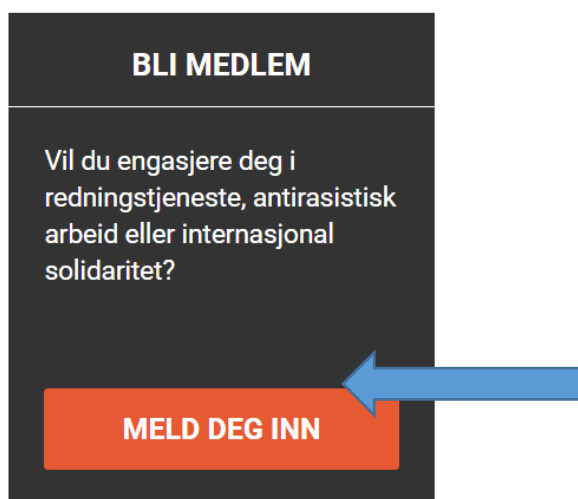 BLI MEDLEM
Vil du engasjere deg i
redningstjeneste, antirasistisk
arbeid eller internasjonal
solidaritet?
MELD DEG INN